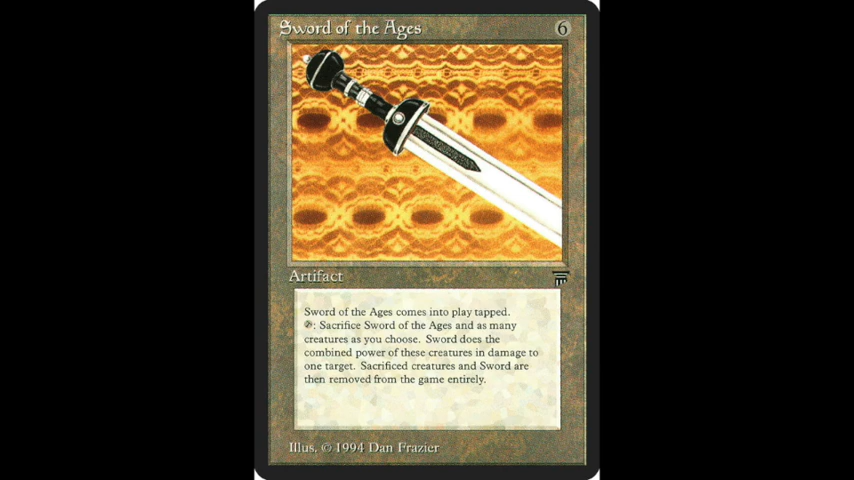 Sword of the Ages 6
Artifact
Sword of the Ages comes into play tapped.
: Sacrifice Sword of the Ages and as many
creatures as you choose. Sword does the
combined power of these creatures in damage to
one target. Sacrificed creatures and Sword are
then removed from the game entirely.
Illus. © 1994 Dan Frazier